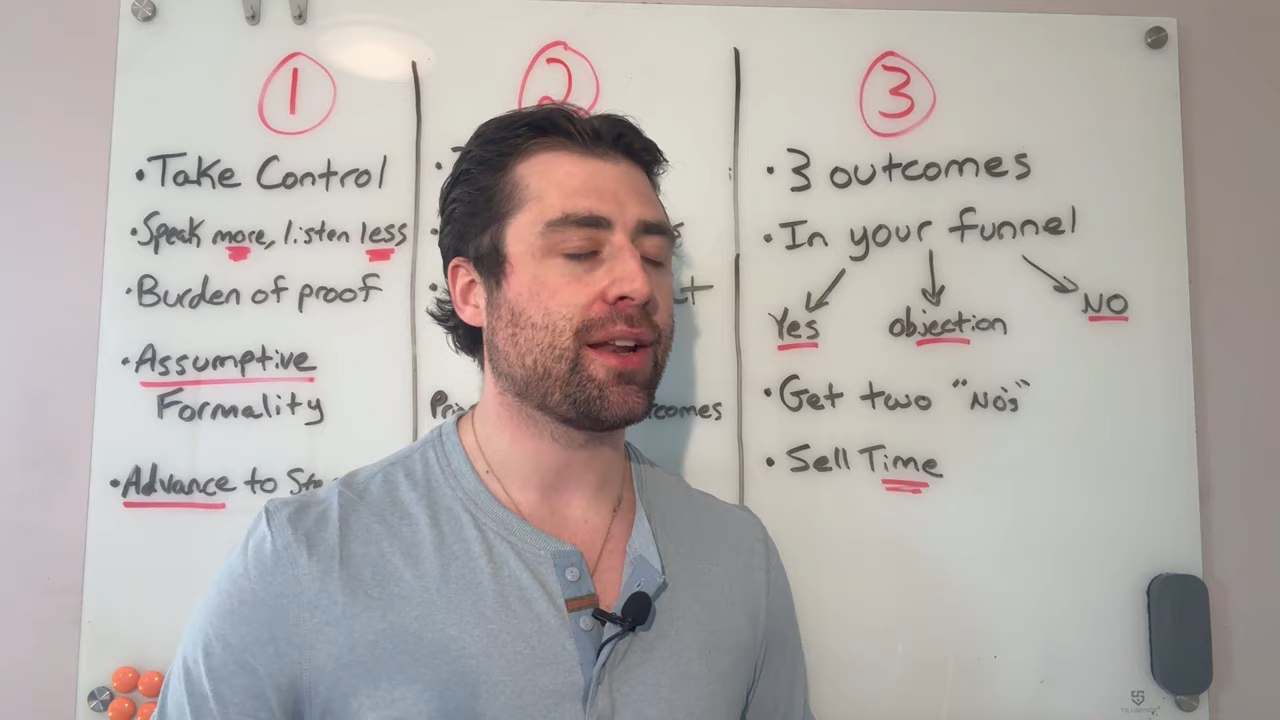 1
• Take Control
• Speak more, listen less
• Burden of proof
• Assumptive
Formality
• Advance to
2
3
• 3 outcomes
• In your funnel
Yes
objection
NO
• Get two "No's"
• Sell Time